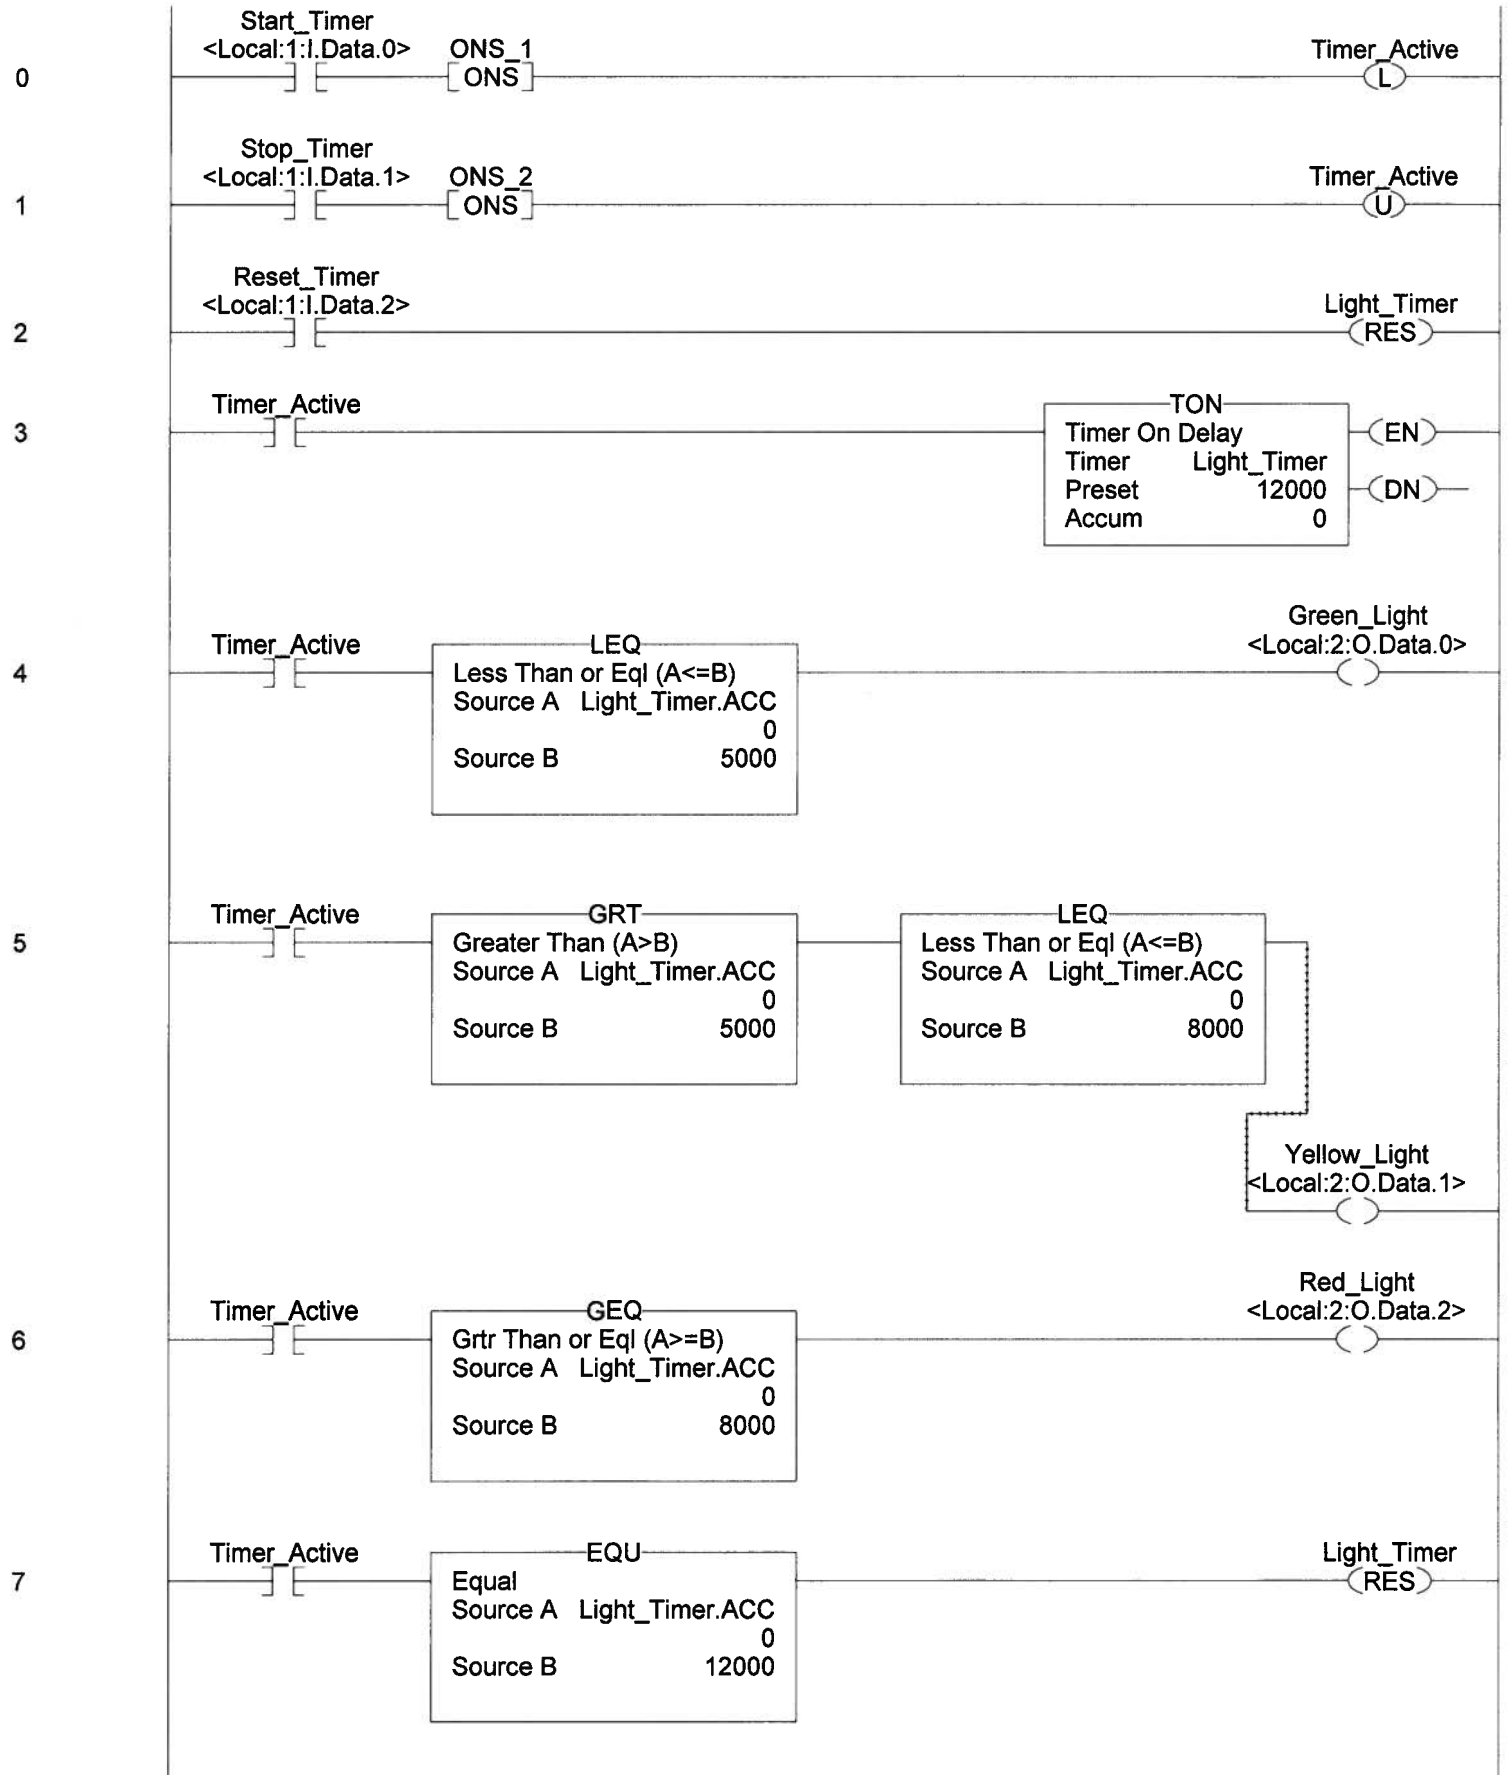 Start_Timer
<Local:1:I.Data.0> ONS_1 Timer_Active
0 ONS L
Stop_Timer
<Local:1:I.Data.1> ONS_2 Timer_Active
1 ONS U
Reset_Timer
<Local:1:I.Data.2> Light_Timer
2 RES
Timer_Active TON
3 Timer On Delay EN
Timer Light_Timer
Preset 12000 DN
Accum 0
Green_Light
Timer_Active LEQ <Local:2:O.Data.0>
4 Less Than or Eql (A<=B)
Source A Light_Timer.ACC
0
Source B 5000
Timer_Active GRT LEQ
5 Greater Than (A>B) Less Than or Eql (A<=B)
Source A Light_Timer.ACC Source A Light_Timer.ACC
0 0
Source B 5000 Source B 8000
Yellow_Light
<Local:2:O.Data.1>
Red_Light
Timer_Active GEQ <Local:2:O.Data.2>
6 Grtr Than or Eql (A>=B)
Source A Light_Timer.ACC
0
Source B 8000
Timer_Active EQU Light_Timer
7 Equal RES
Source A Light_Timer.ACC
0
Source B 12000